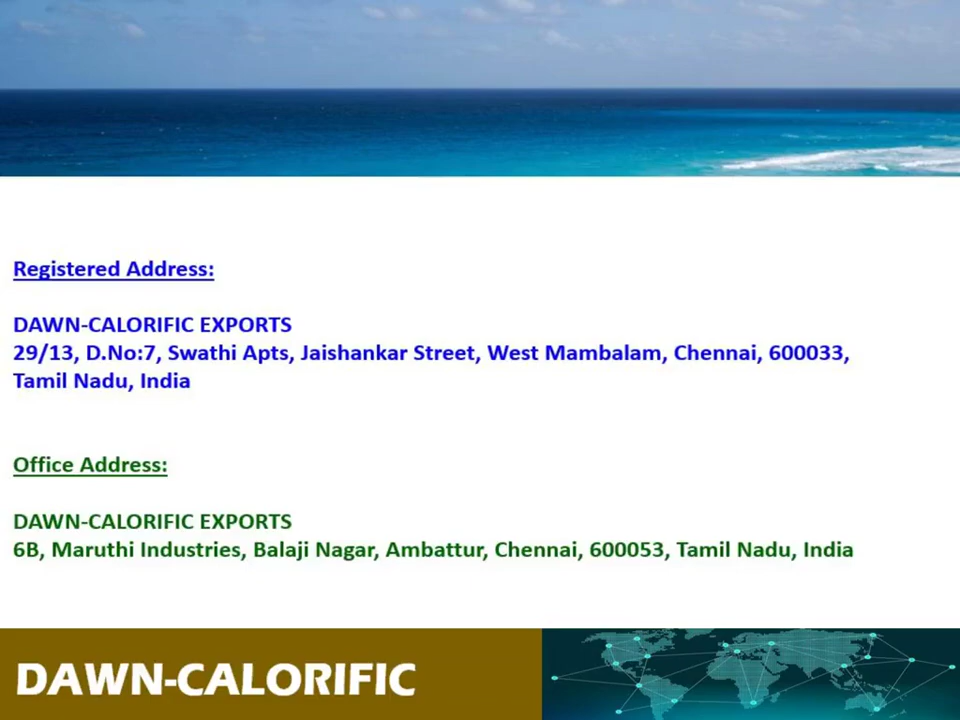 Registered Address:
DAWN-CALORIFIC EXPORTS
29/13, D.No:7, Swathi Apts, Jaishankar Street, West Mambalam, Chennai, 600033,
Tamil Nadu, India
Office Address:
DAWN-CALORIFIC EXPORTS
6B, Maruthi Industries, Balaji Nagar, Ambattur, Chennai, 600053, Tamil Nadu, India
DAWN-CALORIFIC